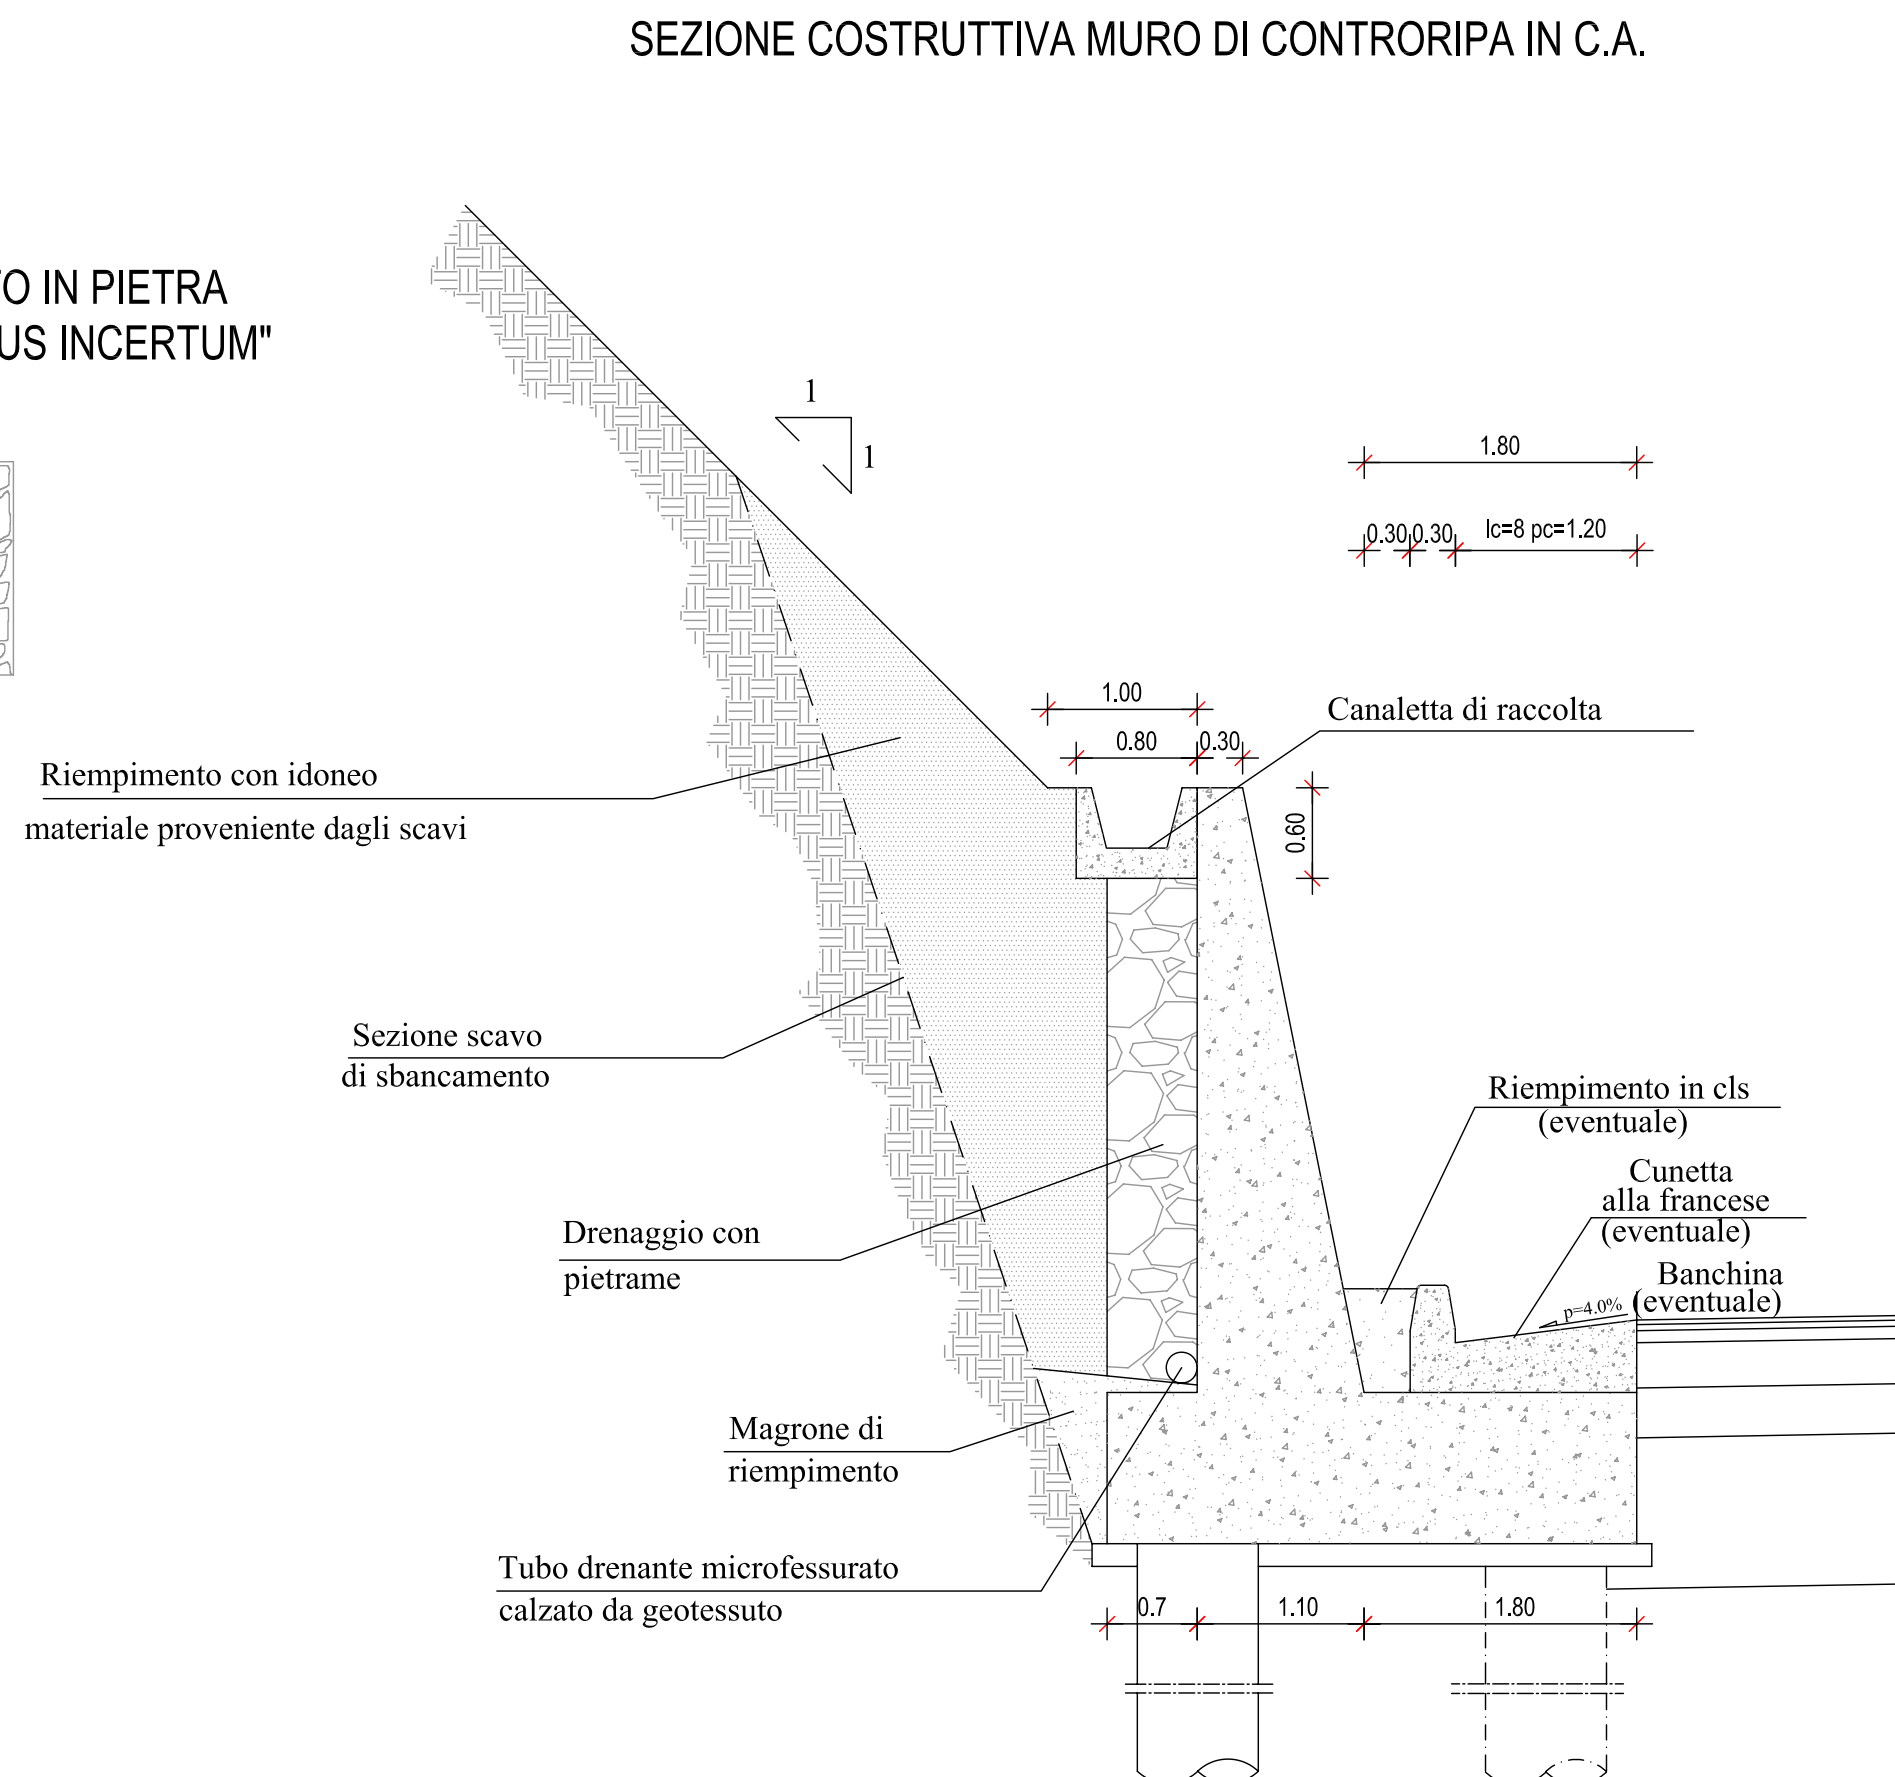 SEZIONE COSTRUTTIVA MURO DI CONTRORIPA IN C.A.
O IN PIETRA
US INCERTUM"
1
1
1.80
0.30 0.30 lc=8 pc=1.20
1.00
0.80 0.30
0.60
Canaletta di raccolta
Riempimento con idoneo
materiale proveniente dagli scavi
Sezione scavo
di sbancamento
Riempimento in cls
(eventuale)
Cunetta
alla francese
(eventuale)
Banchina
(eventuale)
p=4.0%
Drenaggio con
pietrame
Magrone di
riempimento
Tubo drenante microfessurato
calzato da geotessuto
0.7 1.10 1.80